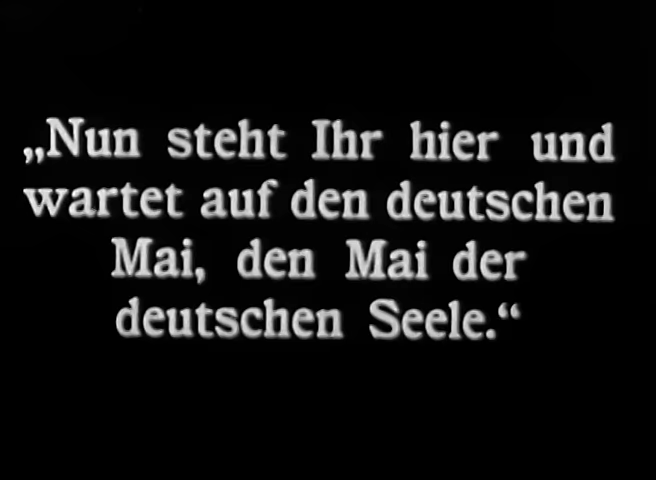 „Nun steht Ihr hier und
wartet auf den deutschen
Mai, den Mai der
deutschen Seele.“